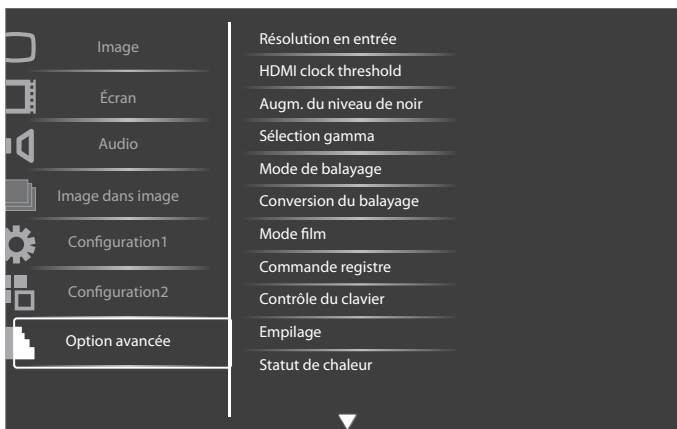 Image
Écran
Audio
Image dans image
Configuration1
Configuration2
Option avancée
Résolution en entrée
HDMI clock threshold
Augm. du niveau de noir
Sélection gamma
Mode de balayage
Conversion du balayage
Mode film
Commande registre
Contrôle du clavier
Empilage
Statut de chaleur